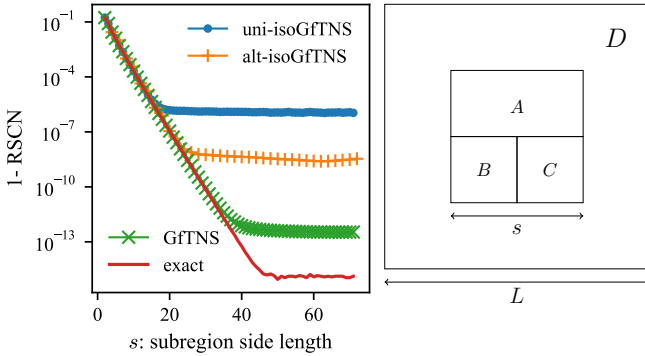 10⁻¹
10⁻⁴
10⁻⁷
10⁻¹⁰
10⁻¹³
1- RSCN
uni-isoGfTNS
alt-isoGfTNS
GfTNS
exact
0 20 40 60
s: subregion side length
D
A
B C
s
L